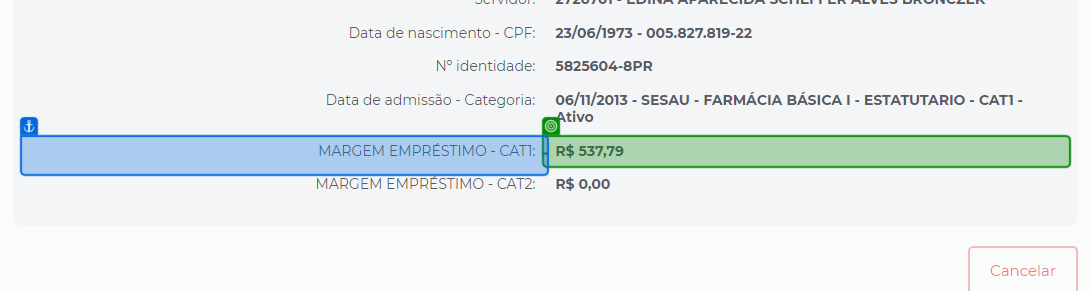 Servidor: 2726701 - EDINA APARECIDA SCHEFFER ALVES BRONCZEK
Data de nascimento - CPF: 23/06/1973 - 005.827.819-22
Nº identidade: 5825604-8PR
Data de admissão - Categoria: 06/11/2013 - SESAU - FARMÁCIA BÁSICA I - ESTATUTARIO - CAT1 -
Ativo
MARGEM EMPRÉSTIMO - CAT1: R$ 537,79
MARGEM EMPRÉSTIMO - CAT2: R$ 0,00
Cancelar